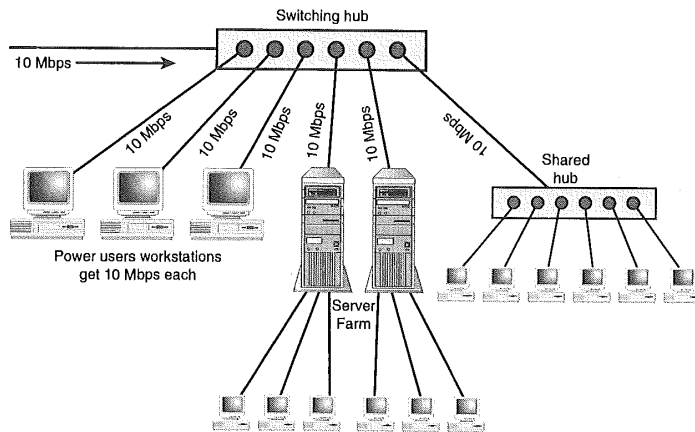 Switching hub
10 Mbps
10 Mbps
10 Mbps
10 Mbps
10 Mbps
10 Mbps
10 Mbps
Shared
hub
Power users workstations
get 10 Mbps each
Server
Farm